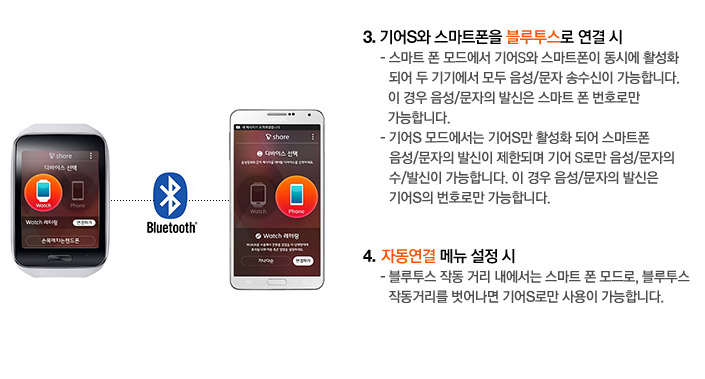 3. 기어S와 스마트폰을 블루투스로 연결 시
- 스마트 폰 모드에서 기어S와 스마트폰이 동시에 활성화
되어 두 기기에서 모두 음성/문자 송수신이 가능합니다.
이 경우 음성/문자의 발신은 스마트 폰 번호로만
가능합니다.
- 기어S 모드에서는 기어S만 활성화 되어 스마트폰
음성/문자의 발신이 제한되며 기어 S로만 음성/문자의
수/발신이 가능합니다. 이 경우 음성/문자의 발신은
기어S의 번호로만 가능합니다.
4. 자동연결 메뉴 설정 시
- 블루투스 작동 거리 내에서는 스마트 폰 모드로, 블루투스
작동거리를 벗어나면 기어S로만 사용이 가능합니다.
T share
디바이스 선택
Watch
Phone
Watch 레더링
변경하기
손목에차는핸드폰
Bluetooth
T share
디바이스 선택
Watch
Phone
Watch 레더링
가나다순
변경하기